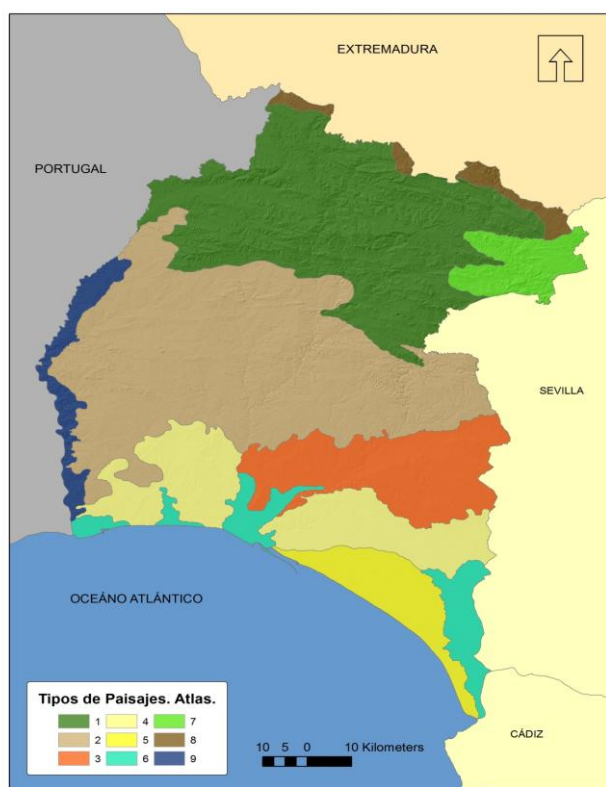 EXTREMADURA
PORTUGAL
SEVILLA
OCEÁNO ATLÁNTICO
CÁDIZ
Tipos de Paisajes. Atlas.
1 4 7
2 5 8
3 6 9
10 5 0 10 Kilometers